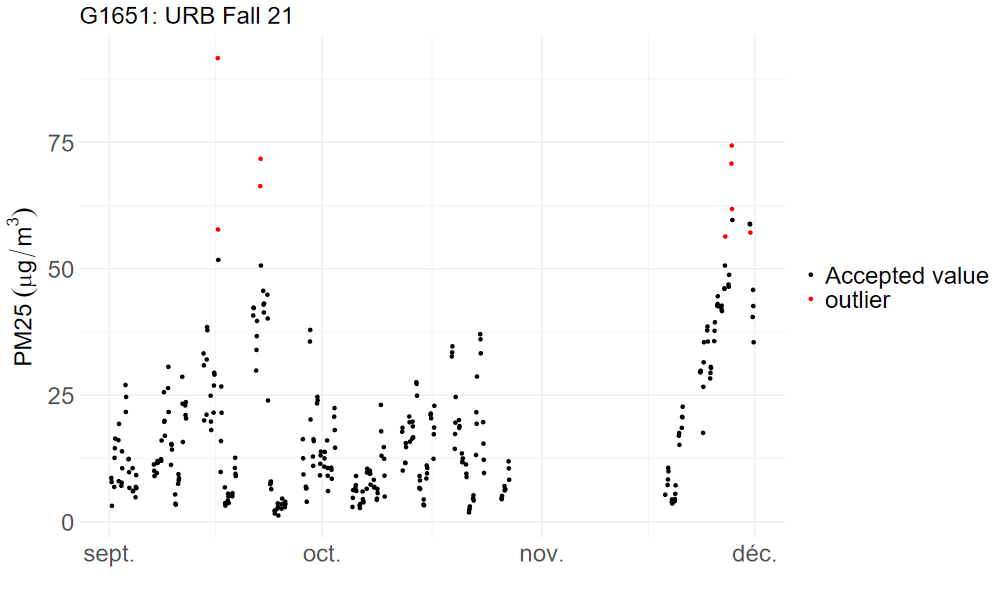 G1651: URB Fall 21
PM25 (µg/m³)
75
50
25
0
sept.
oct.
nov.
déc.
Accepted value
outlier